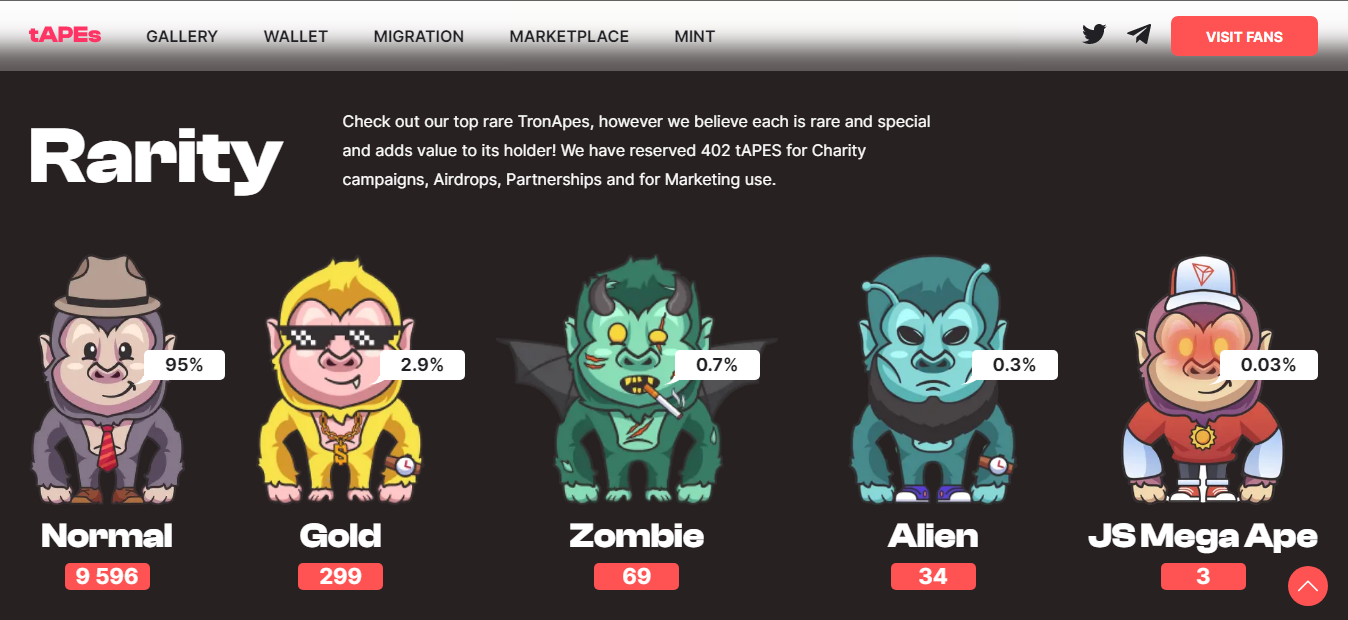 tAPEs GALLERY WALLET MIGRATION MARKETPLACE MINT VISIT FANS
Rarity
Check out our top rare TronApes, however we believe each is rare and special
and adds value to its holder! We have reserved 402 tAPES for Charity
campaigns, Airdrops, Partnerships and for Marketing use.
95% 2.9% 0.7% 0.3% 0.03%
$
Normal Gold Zombie Alien JS Mega Ape
9 596 299 69 34 3